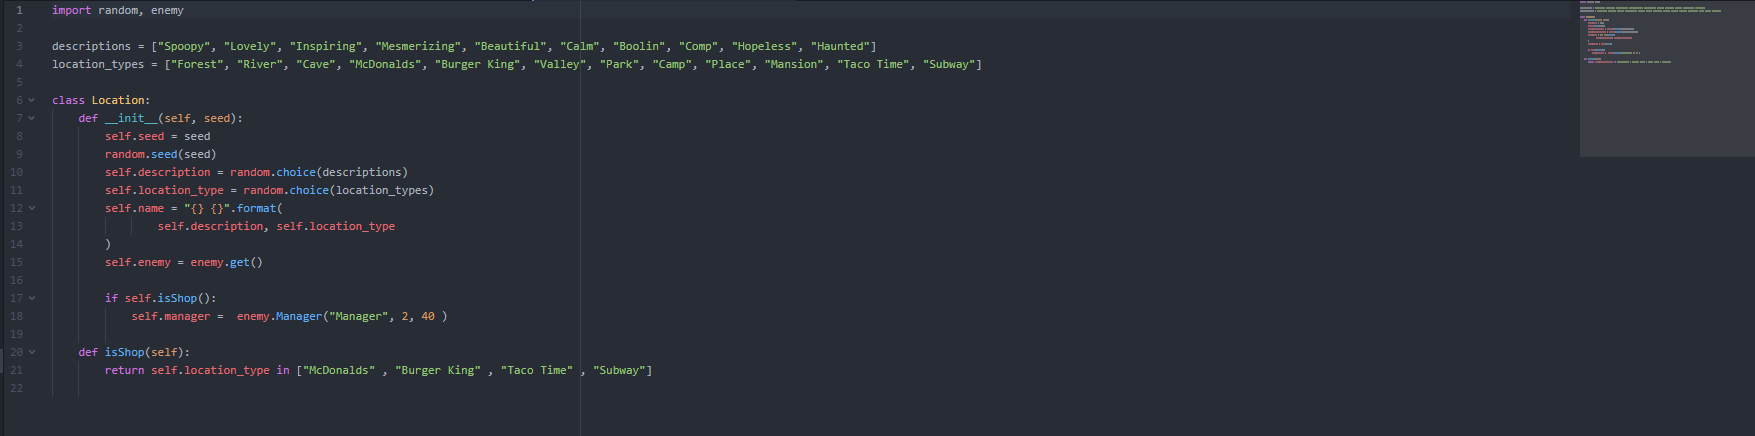 1 import random, enemy
2
3 descriptions = ["Spoopy", "Lovely", "Inspiring", "Mesmerizing", "Beautiful", "Calm", "Boolin", "Comp", "Hopeless", "Haunted"]
4 location_types = ["Forest", "River", "Cave", "McDonalds", "Burger King", "Valley", "Park", "Camp", "Place", "Mansion", "Taco Time", "Subway"]
5
6 class Location:
7     def __init__(self, seed):
8         self.seed = seed
9         random.seed(seed)
10         self.description = random.choice(descriptions)
11         self.location_type = random.choice(location_types)
12         self.name = "{} {}".format(
13                 self.description, self.location_type
14         )
15         self.enemy = enemy.get()
16
17         if self.isShop():
18             self.manager =  enemy.Manager("Manager", 2, 40 )
19
20     def isShop(self):
21         return self.location_type in ["McDonalds" , "Burger King" , "Taco Time" , "Subway"]
22